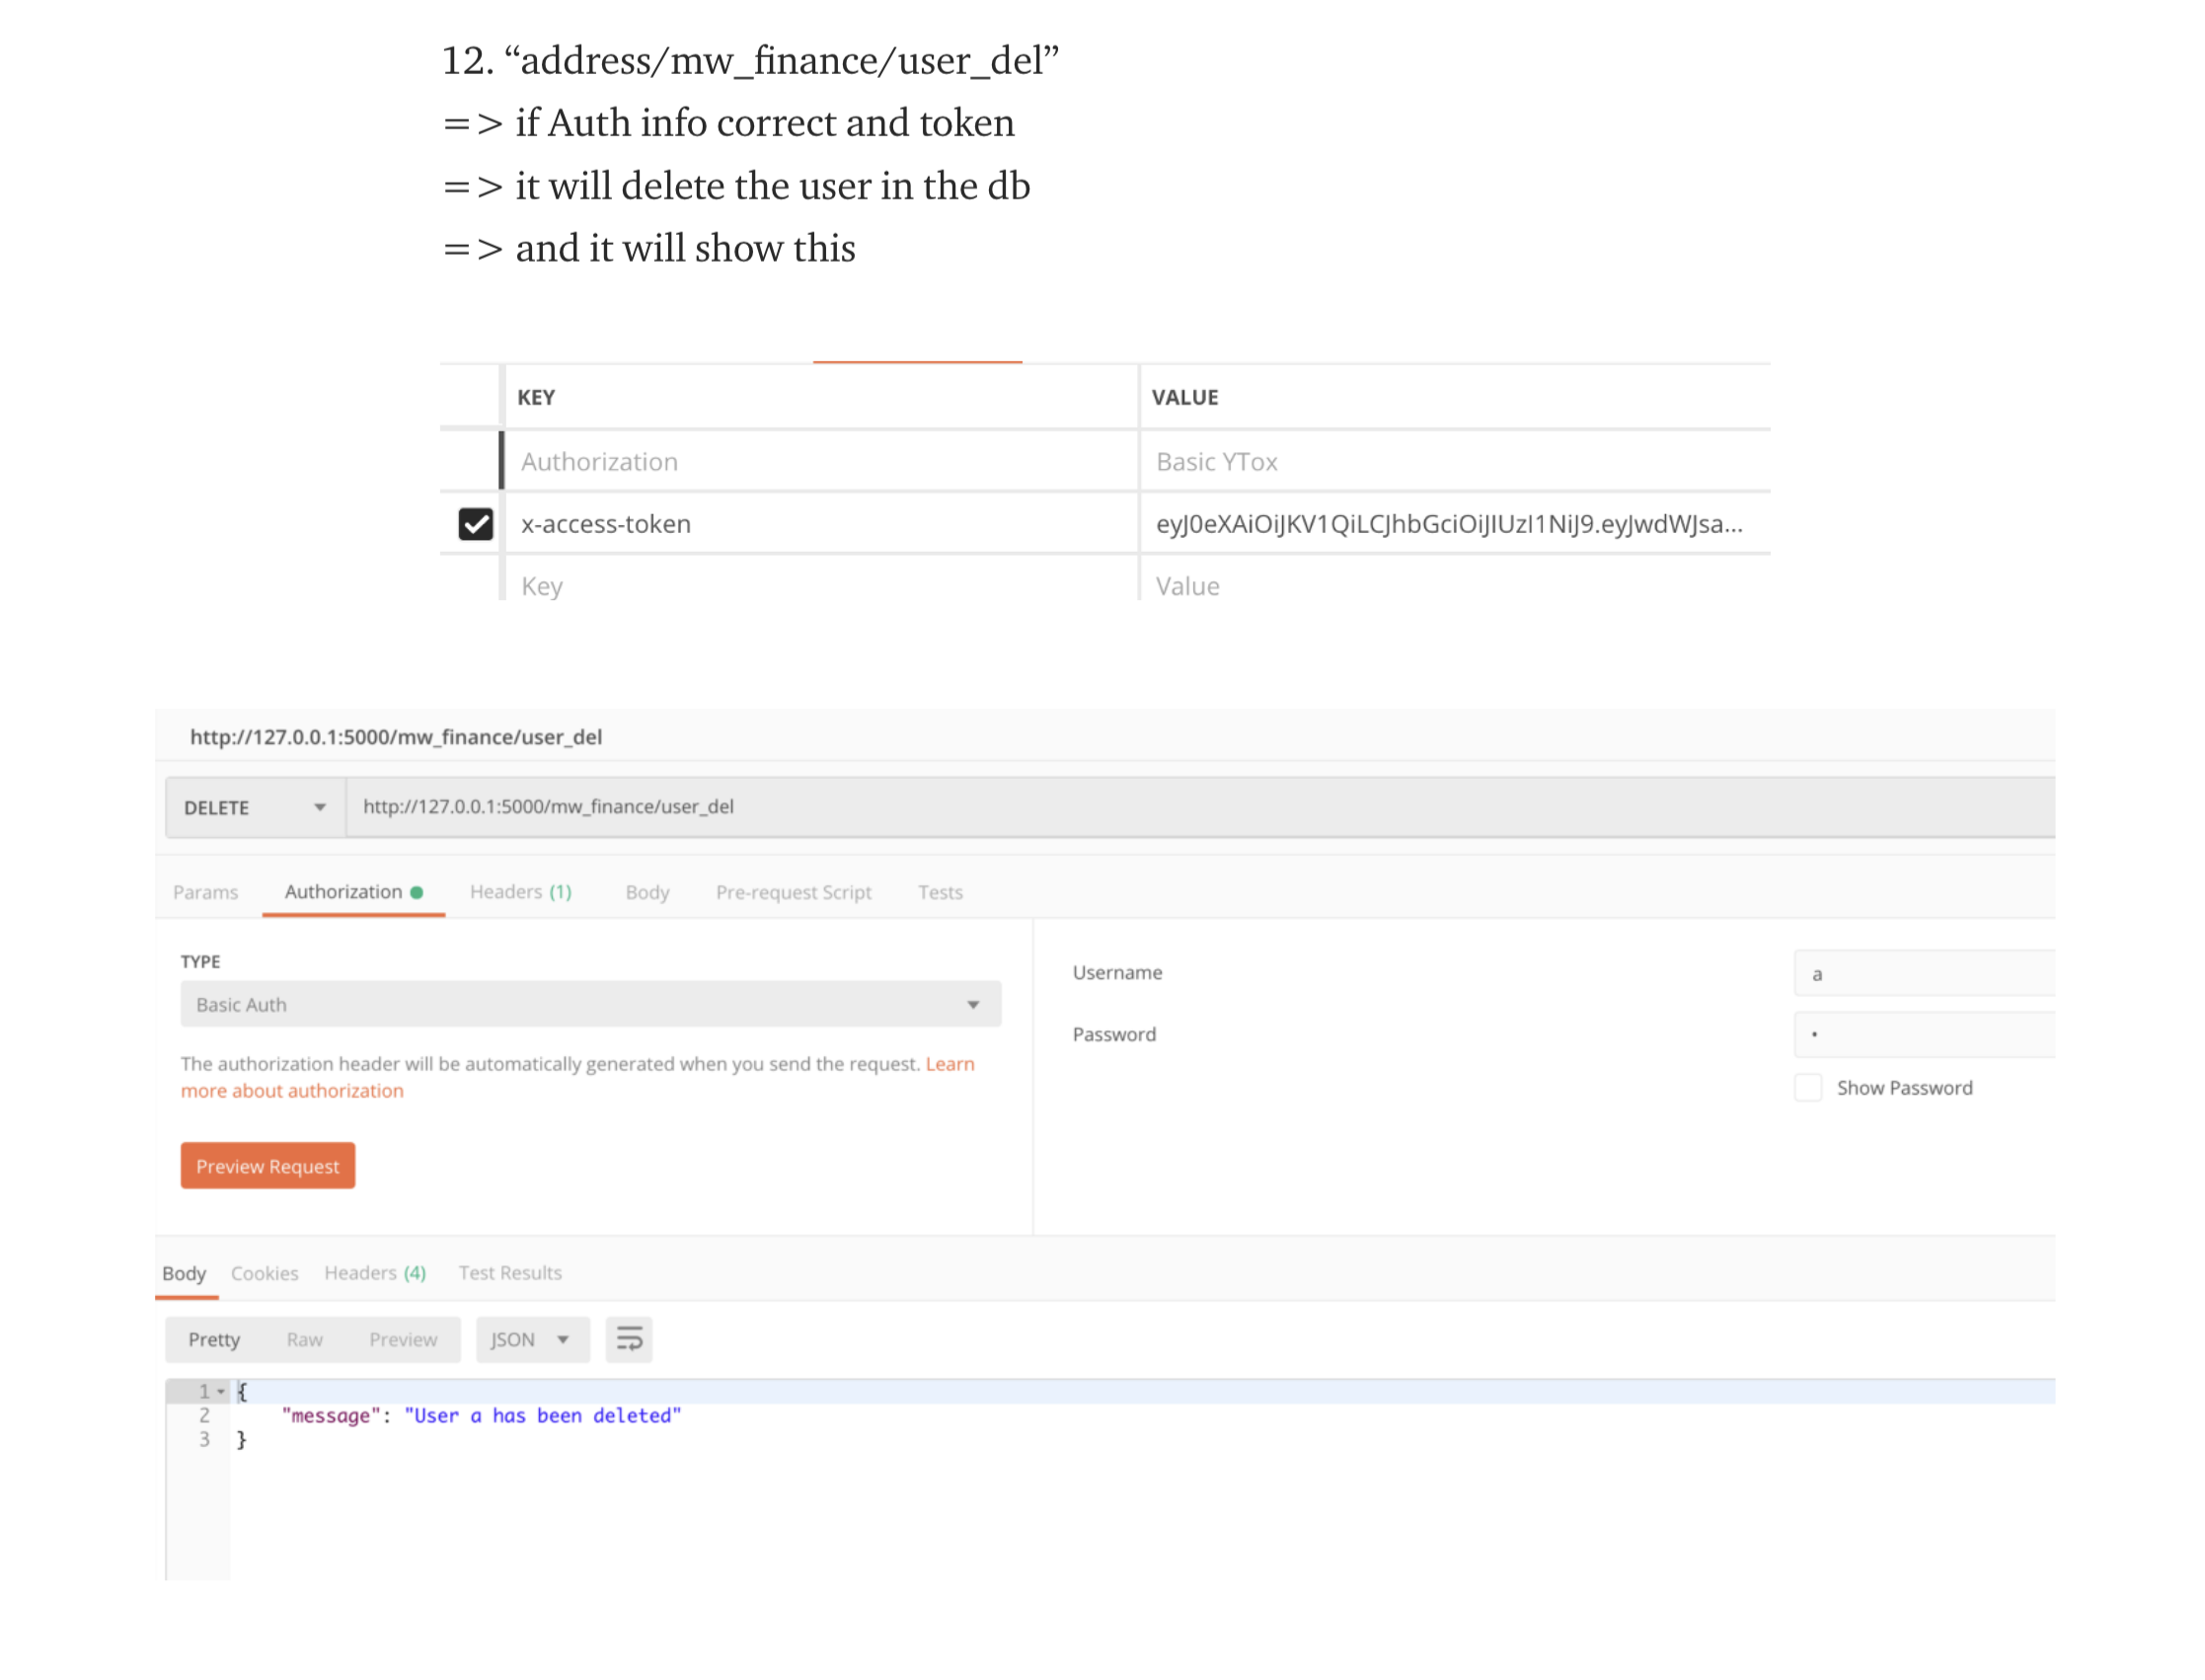 12. “address/mw_finance/user_del”
=> if Auth info correct and token
=> it will delete the user in the db
=> and it will show this
KEY VALUE
Authorization Basic YTox
x-access-token eyJ0eXAiOiJKV1QiLCJhbGciOiJIUzI1NiJ9.eyJwdWJsa...
Key Value
http://127.0.0.1:5000/mw_finance/user_del
DELETE http://127.0.0.1:5000/mw_finance/user_del
Params Authorization Headers (1) Body Pre-request Script Tests
TYPE
Basic Auth
The authorization header will be automatically generated when you send the request. Learn
more about authorization
Preview Request
Username a
Password •
Show Password
Body Cookies Headers (4) Test Results
Pretty Raw Preview JSON
1 {
2 "message": "User a has been deleted"
3 }